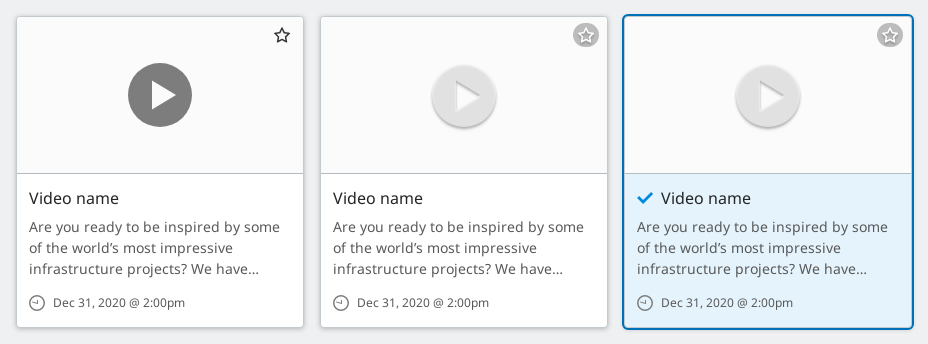 Video name
Are you ready to be inspired by some
of the world’s most impressive
infrastructure projects? We have...
Dec 31, 2020 @ 2:00pm
Video name
Are you ready to be inspired by some
of the world’s most impressive
infrastructure projects? We have...
Dec 31, 2020 @ 2:00pm
Video name
Are you ready to be inspired by some
of the world’s most impressive
infrastructure projects? We have...
Dec 31, 2020 @ 2:00pm